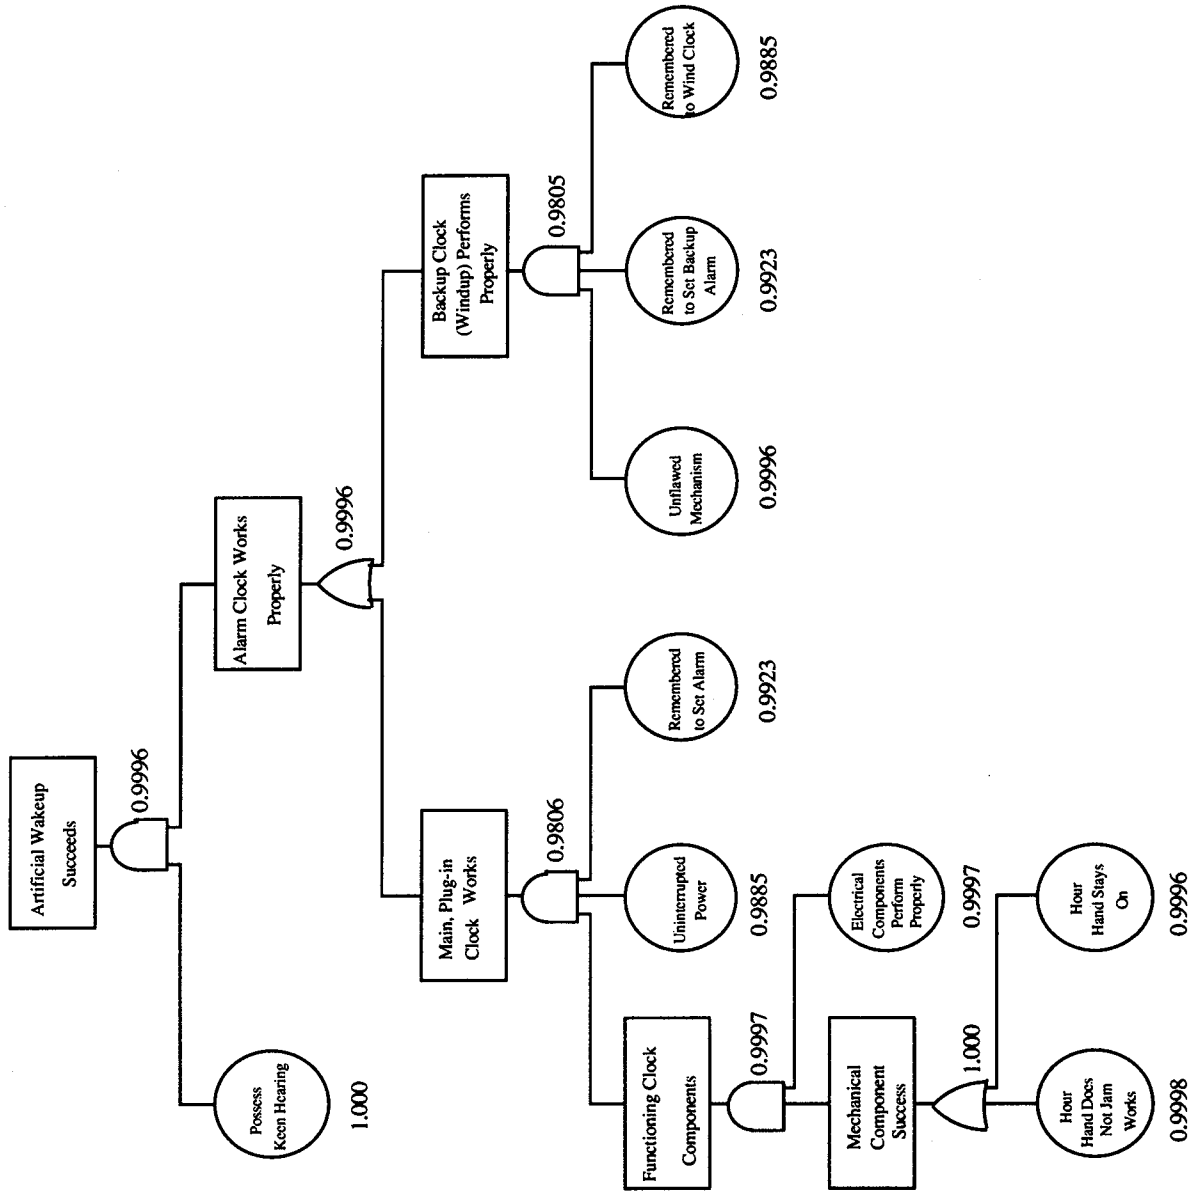 Artificial Wakeup
Succeeds
0.9996
Possess
Keen Hearing
1.000
Alarm Clock Works
Properly
0.9996
Main, Plug-in
Clock Works
0.9806
Backup Clock
(Windup) Performs
Properly
0.9805
Functioning Clock
Components
0.9997
Uninterrupted
Power
0.9885
Remembered
to Set Alarm
0.9923
Unflawed
Mechanism
0.9996
Remembered
to Set Backup
Alarm
0.9923
Remembered
to Wind Clock
0.9885
Mechanical
Component
Success
1.000
Electrical
Components
Perform
Properly
0.9997
Hour
Hand Does
Not Jam
Works
0.9998
Hour
Hand Stays
On
0.9996